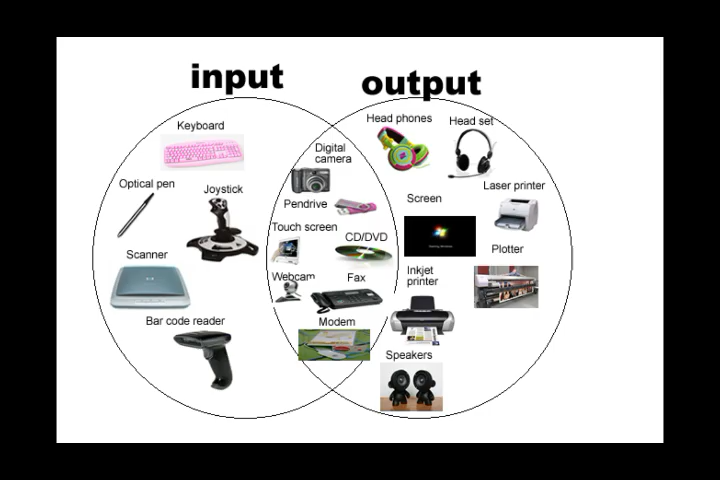 input
output
Keyboard
Optical pen
Joystick
Scanner
Bar code reader
Digital
camera
Pendrive
Touch screen
CD/DVD
Webcam
Fax
Modem
Head phones
Head set
Screen
Laser printer
Plotter
Inkjet
printer
Speakers